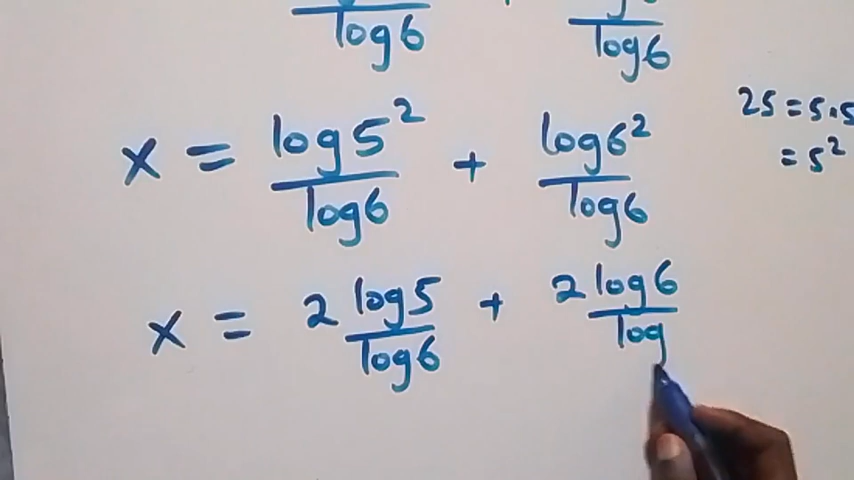 log6 log6
x = log5² / log6 + log6² / log6
25 = 5.5
= 5²
x = 2 log5 / log6 + 2 log6 / log